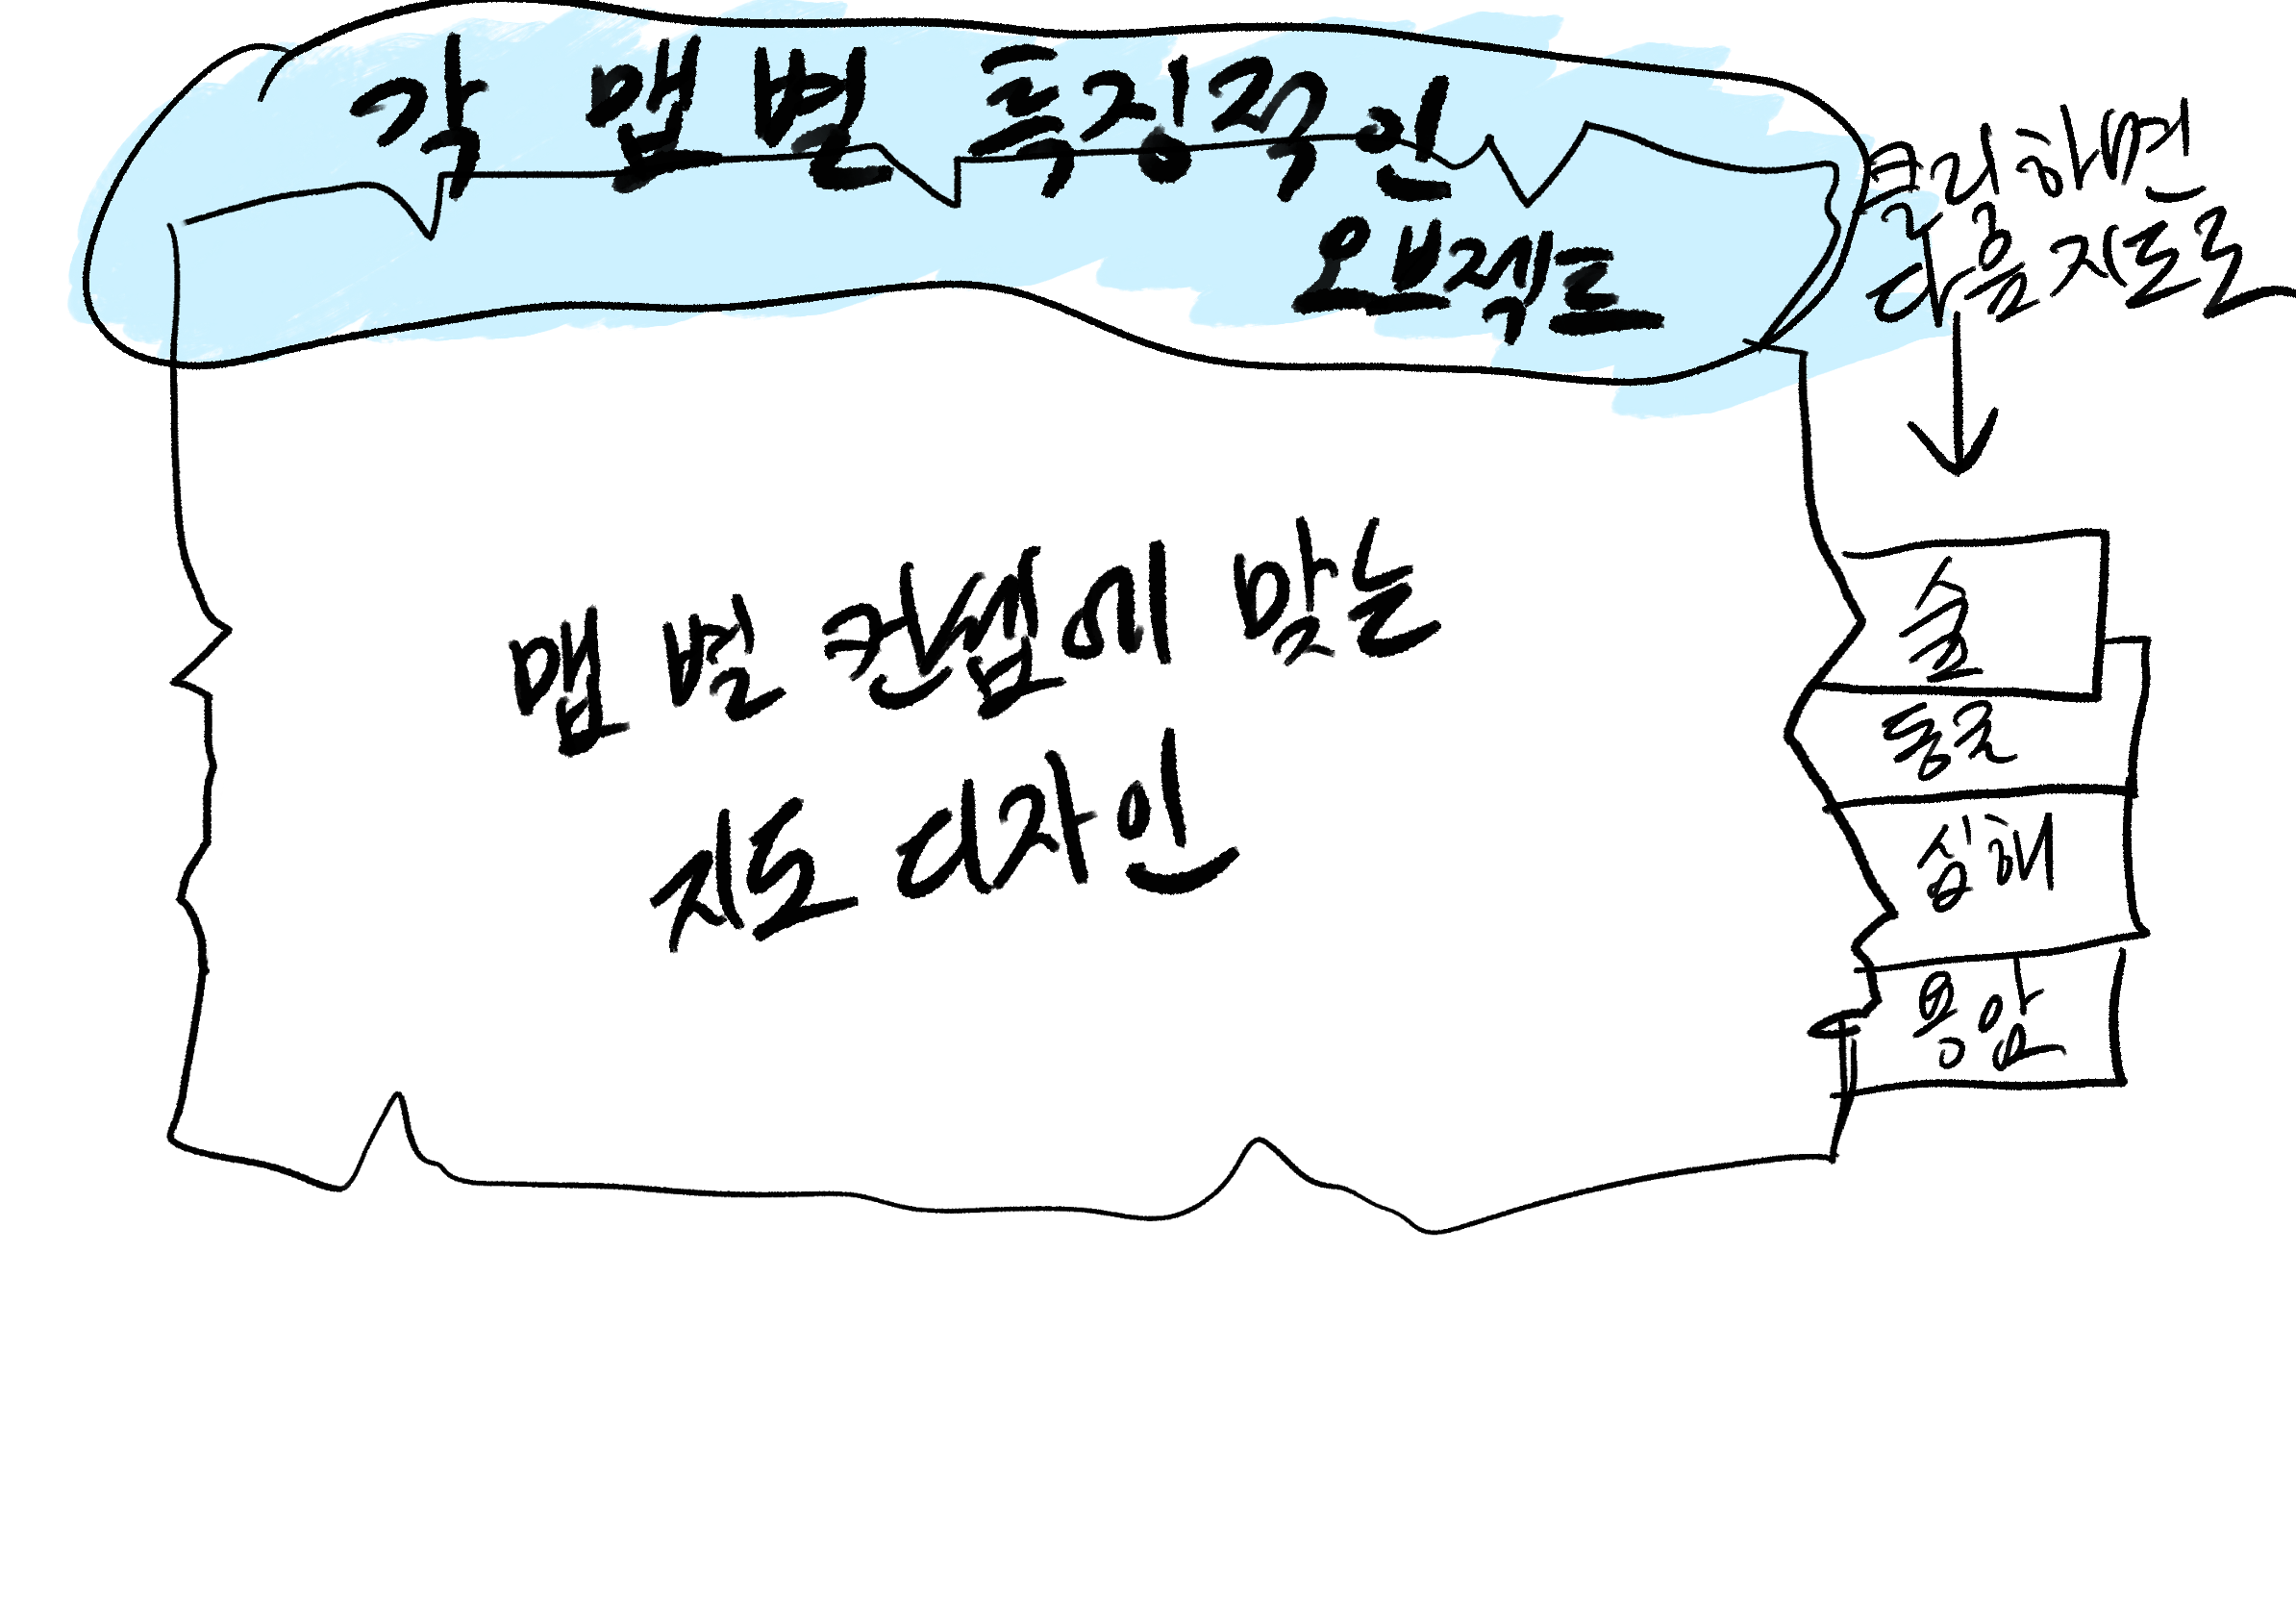 각 맵 별 특징적인
오브젝트
클릭하면
다음지도로
맵 별 컨셉에 맞는
지도 디자인
숲
동굴
심해
용암